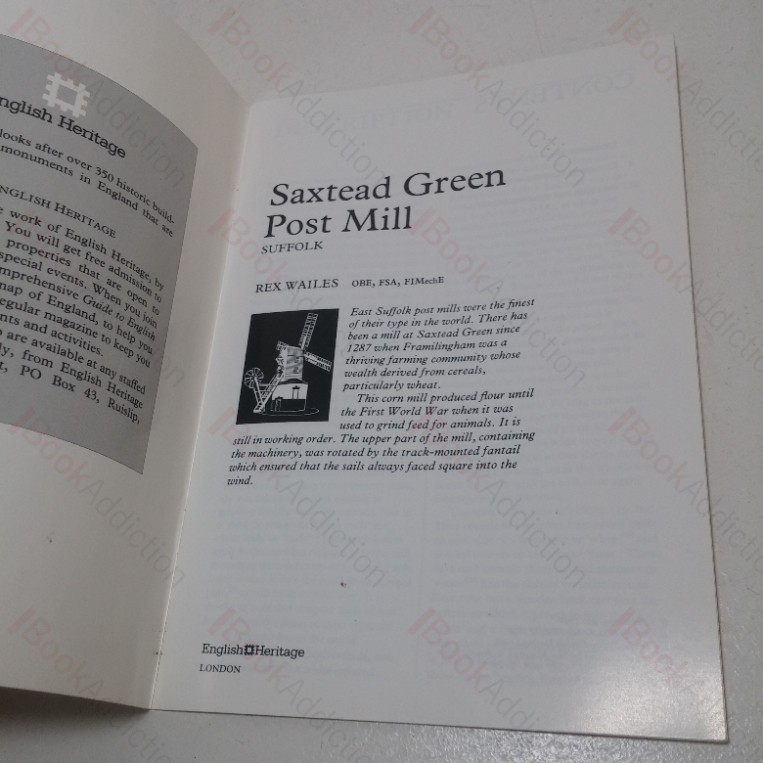 English Heritage
looks after over 350 historic build-
monuments in England that are
ENGLISH HERITAGE
work of English Heritage, by
You will get free admission to
properties that are open to
special events. When you join
comprehensive Guide to English
map of England, to help you
regular magazine to keep you
and activities.
are available at any staffed
from English Heritage
PO Box 43, Ruislip,
Saxtead Green
Post Mill
SUFFOLK
REX WAILES OBE, FSA, FIMechE
East Suffolk post mills were the finest
of their type in the world. There has
been a mill at Saxtead Green since
1287 when Framilingham was a
thriving farming community whose
wealth derived from cereals,
particularly wheat.
This corn mill produced flour until
the First World War when it was
used to grind feed for animals. It is
still in working order. The upper part of the mill, containing
the machinery, was rotated by the track-mounted fantail
which ensured that the sails always faced square into the
wind.
English Heritage
LONDON
BookAddiction